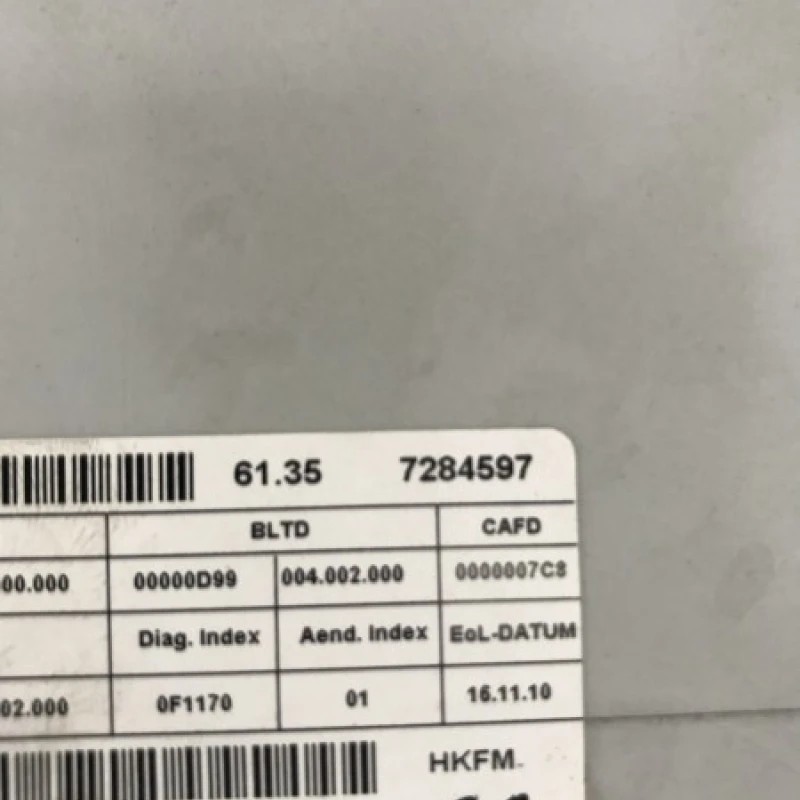 61.35 7284597
BLTD CAFD
00.000 00000D99 004.002.000 0000007C8
Diag. Index Aend. Index EoL-DATUM
02.000 0F1170 01 16.11.10
HKFM.